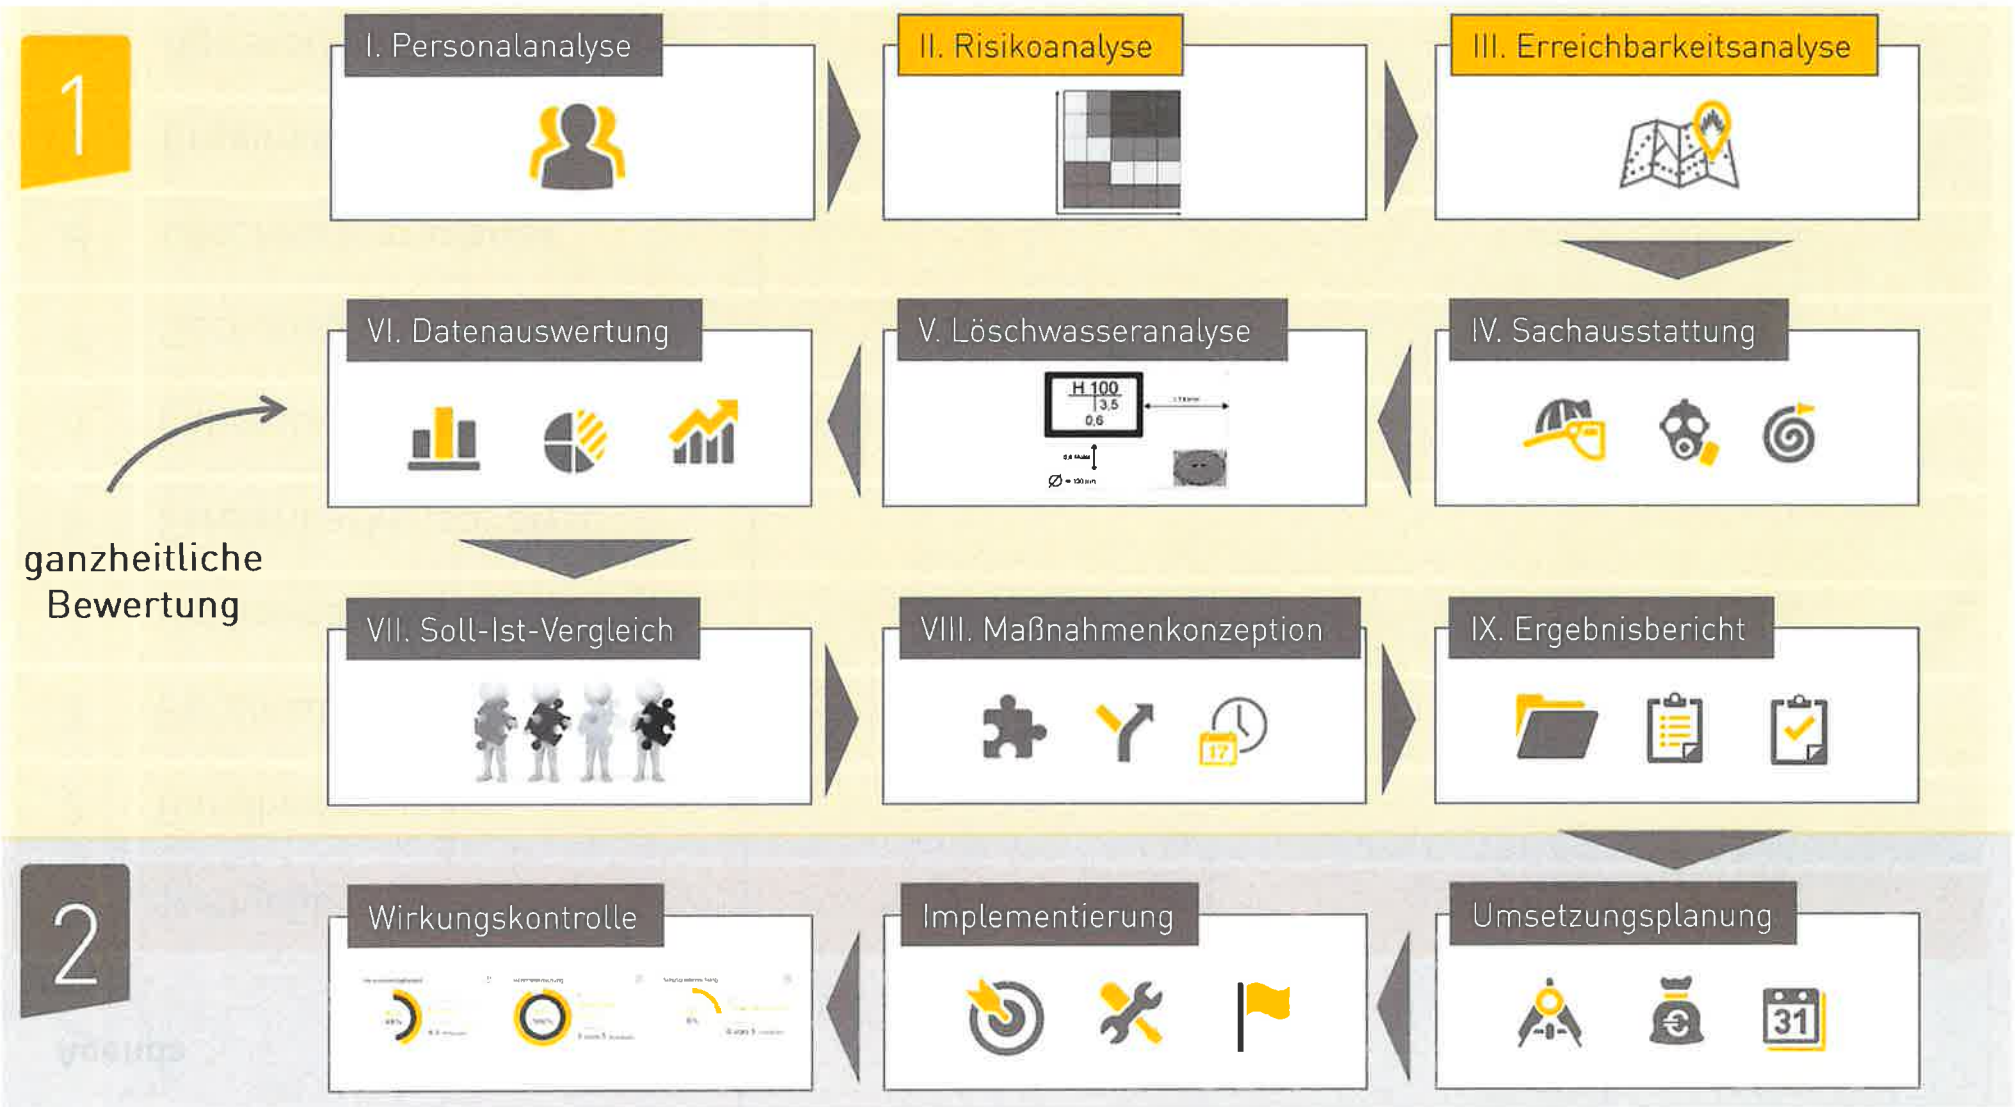 1
I. Personalanalyse
II. Risikoanalyse
III. Erreichbarkeitsanalyse
VI. Datenauswertung
V. Löschwasseranalyse
H 100
3,5
0,6
IV. Sachausstattung
ganzheitliche
Bewertung
VII. Soll-Ist-Vergleich
VIII. Maßnahmenkonzeption
17
IX. Ergebnisbericht
2
Wirkungskontrolle
Implementierung
Umsetzungsplanung
€
31